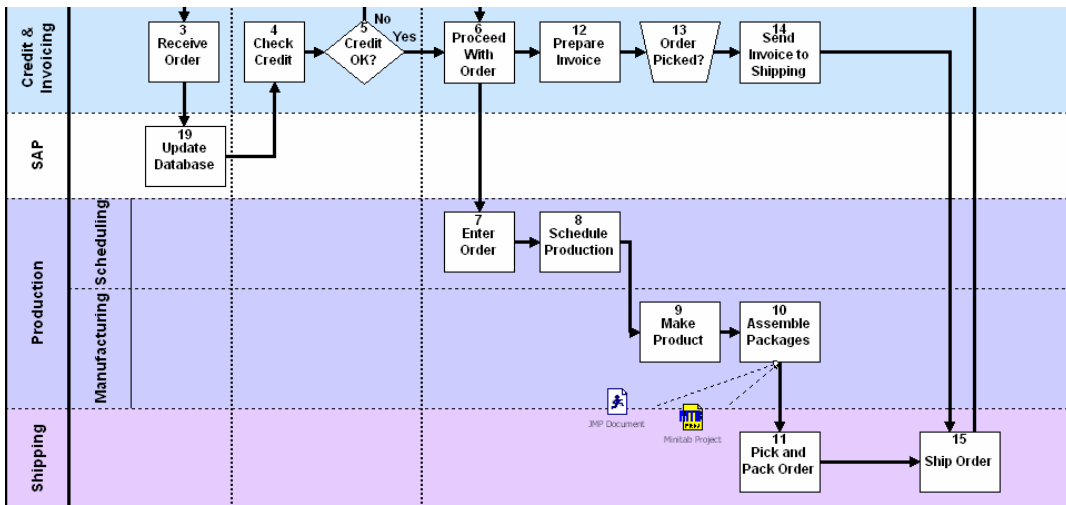 Credit &
Invoicing
3
Receive
Order
4
Check
Credit
No
5
Credit
OK?
Yes
6
Proceed
With
Order
12
Prepare
Invoice
13
Order
Picked?
14
Send
Invoice to
Shipping
SAP
19
Update
Database
Production
Scheduling
7
Enter
Order
8
Schedule
Production
Manufacturing
9
Make
Product
10
Assemble
Packages
JMP Document
Minitab Project
Shipping
11
Pick and
Pack Order
15
Ship Order